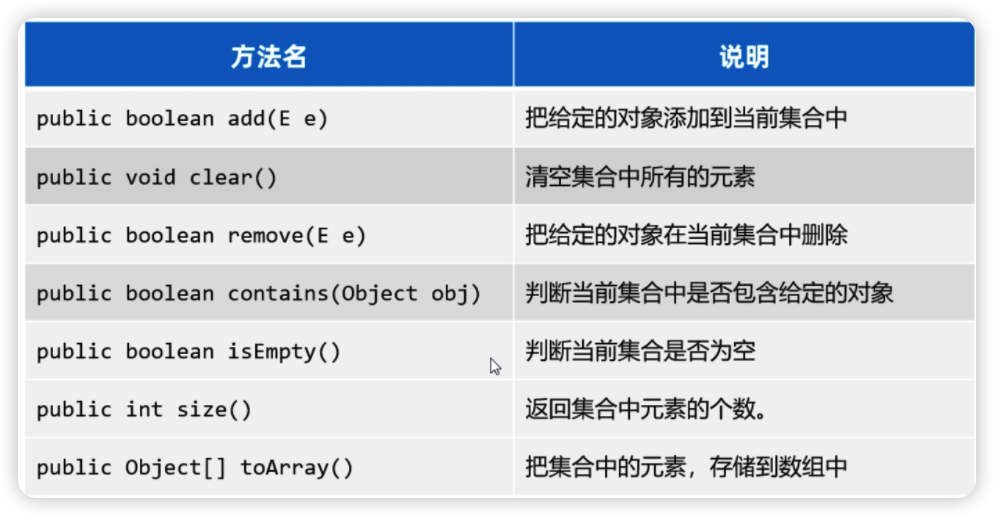 方法名 说明
public boolean add(E e) 把给定的对象添加到当前集合中
public void clear() 清空集合中所有的元素
public boolean remove(E e) 把给定的对象在当前集合中删除
public boolean contains(Object obj) 判断当前集合中是否包含给定的对象
public boolean isEmpty() 判断当前集合是否为空
public int size() 返回集合中元素的个数。
public Object[] toArray() 把集合中的元素，存储到数组中